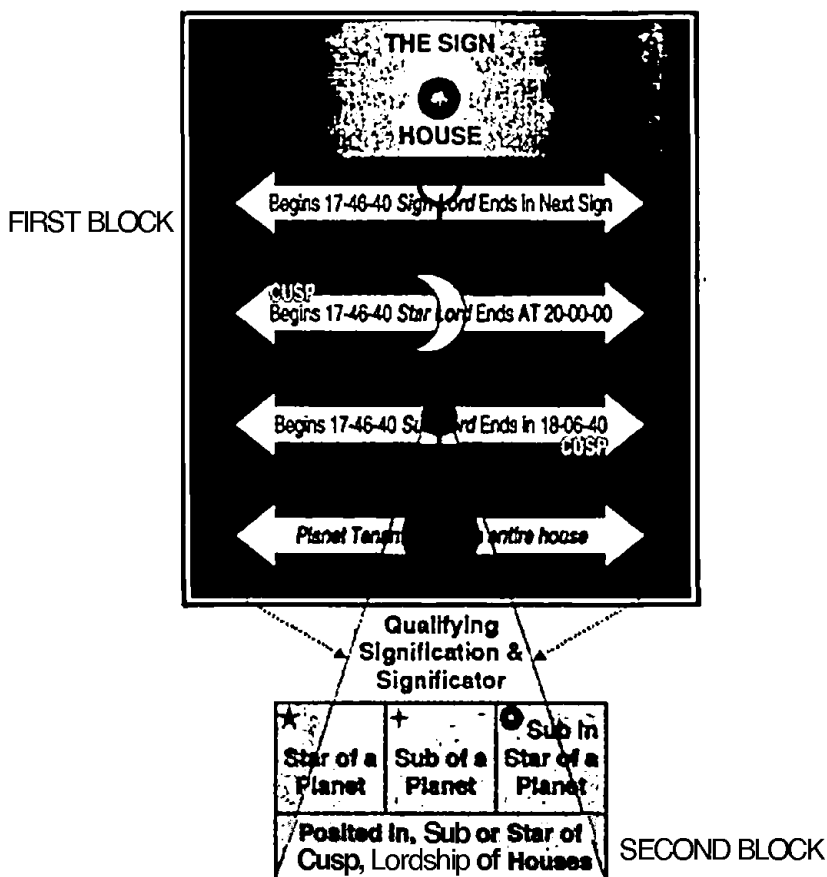 THE SIGN
HOUSE
FIRST BLOCK
Begins 17-46-40 Sign Lord Ends in Next Sign
CUSP
Begins 17-46-40 Star Lord Ends AT 20-00-00
Begins 17-46-40 Ends in 18-06-40
CUSP
Planet entire house
Qualifying
Signification &
Significator
Star of a
Planet
Sub of a
Planet
Sub in
Star of a
Planet
Posited in, Sub or Star of
Cusp, Lordship of Houses
SECOND BLOCK